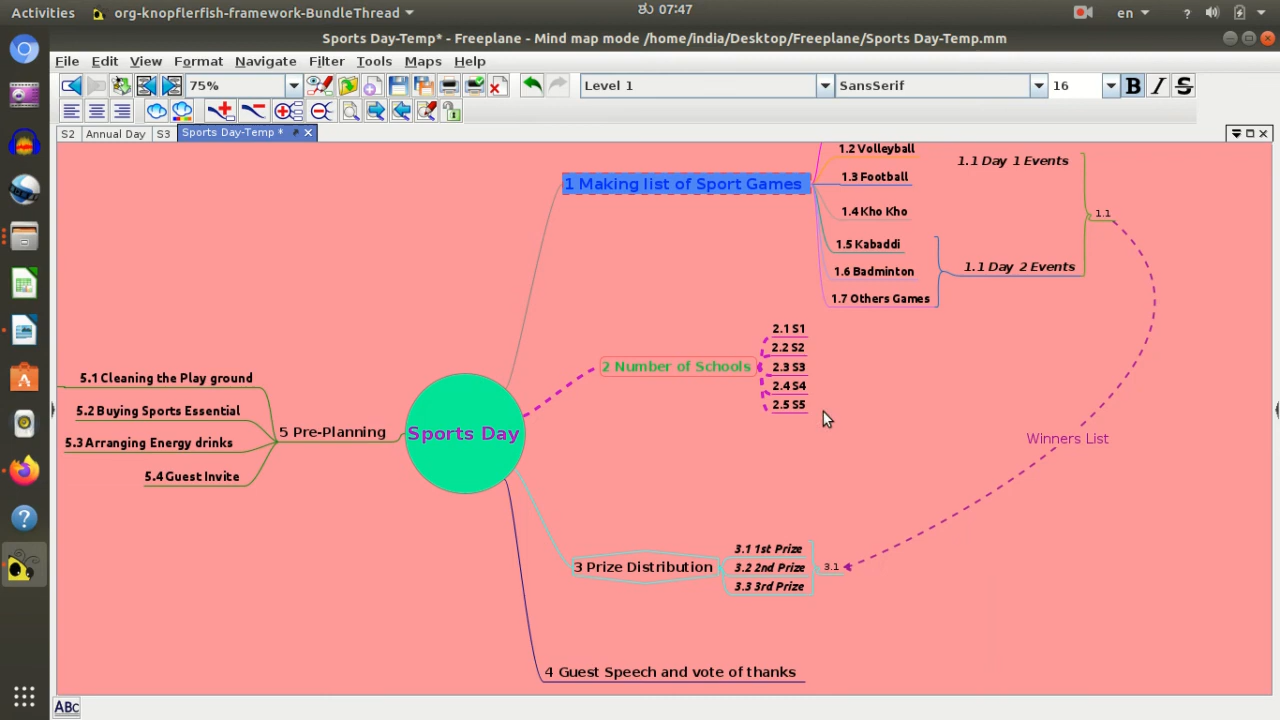 Activities org-knopflerfish-framework-BundleThread 07:47 en
Sports Day-Temp* - Freeplane - Mind map mode /home/india/Desktop/Freeplane/Sports Day-Temp.mm
File Edit View Format Navigate Filter Tools Maps Help
75% Level 1 SansSerif 16 B I S
S2 Annual Day S3 Sports Day-Temp *
1 Making list of Sport Games
1.2 Volleyball
1.3 Football
1.4 Kho Kho
1.5 Kabaddi
1.6 Badminton
1.7 Others Games
1.1 Day 1 Events
1.1 Day 2 Events
1.1
2 Number of Schools
2.1 S1
2.2 S2
2.3 S3
2.4 S4
2.5 S5
Winners List
5.1 Cleaning the Play ground
5.2 Buying Sports Essential
5.3 Arranging Energy drinks
5.4 Guest Invite
5 Pre-Planning
Sports Day
3 Prize Distribution
3.1 1st Prize
3.2 2nd Prize
3.3 3rd Prize
3.1
4 Guest Speech and vote of thanks
ABC